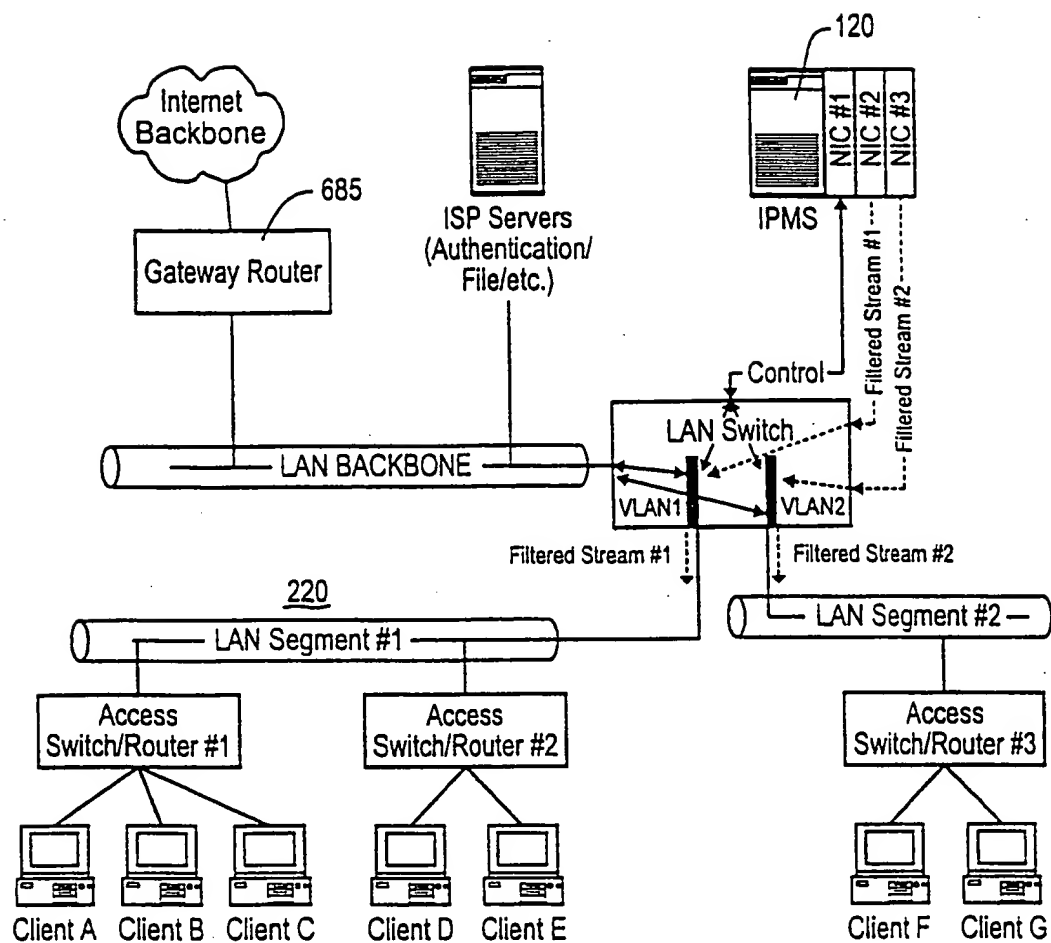 120
Internet
Backbone
685
Gateway Router
ISP Servers
(Authentication/
File/etc.)
NIC #1
NIC #2
NIC #3
IPMS
Filtered Stream #1
Filtered Stream #2
Control
LAN Switch
LAN BACKBONE
VLAN1
VLAN2
Filtered Stream #1
Filtered Stream #2
220
LAN Segment #1
LAN Segment #2
Access
Switch/Router #1
Access
Switch/Router #2
Access
Switch/Router #3
Client A
Client B
Client C
Client D
Client E
Client F
Client G